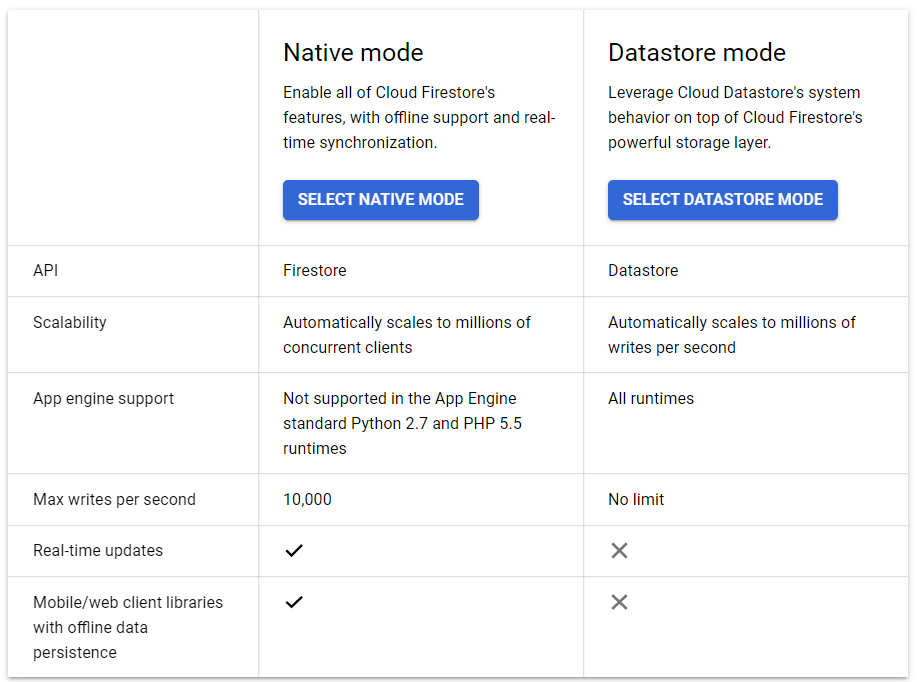 Native mode
Datastore mode
Enable all of Cloud Firestore's
features, with offline support and real-
time synchronization.
Leverage Cloud Datastore's system
behavior on top of Cloud Firestore's
powerful storage layer.
SELECT NATIVE MODE
SELECT DATASTORE MODE
API
Firestore
Datastore
Scalability
Automatically scales to millions of
concurrent clients
Automatically scales to millions of
writes per second
App engine support
Not supported in the App Engine
standard Python 2.7 and PHP 5.5
runtimes
All runtimes
Max writes per second
10,000
No limit
Real-time updates
Mobile/web client libraries
with offline data
persistence